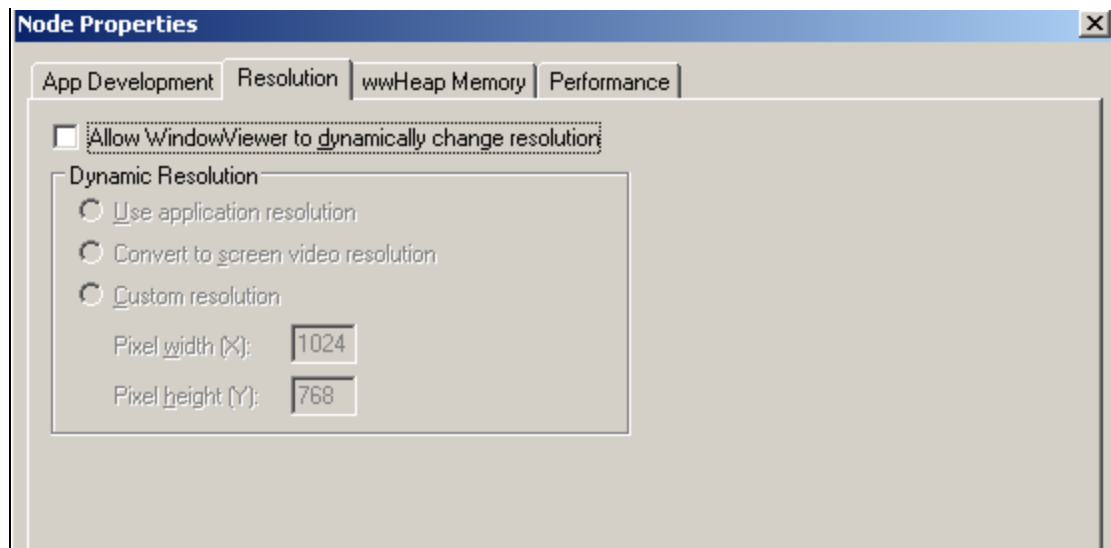 Node Properties
App Development Resolution wwHeap Memory Performance
Allow WindowViewer to dynamically change resolution
Dynamic Resolution
Use application resolution
Convert to screen video resolution
Custom resolution
Pixel width (X): 1024
Pixel height (Y): 768